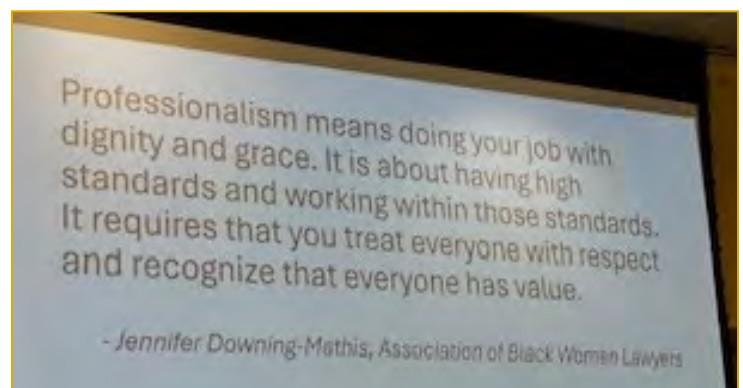 Professionalism means doing your job with
dignity and grace. It is about having high
standards and working within those standards.
It requires that you treat everyone with respect
and recognize that everyone has value.
- Jennifer Downing-Mathis, Association of Black Women Lawyers